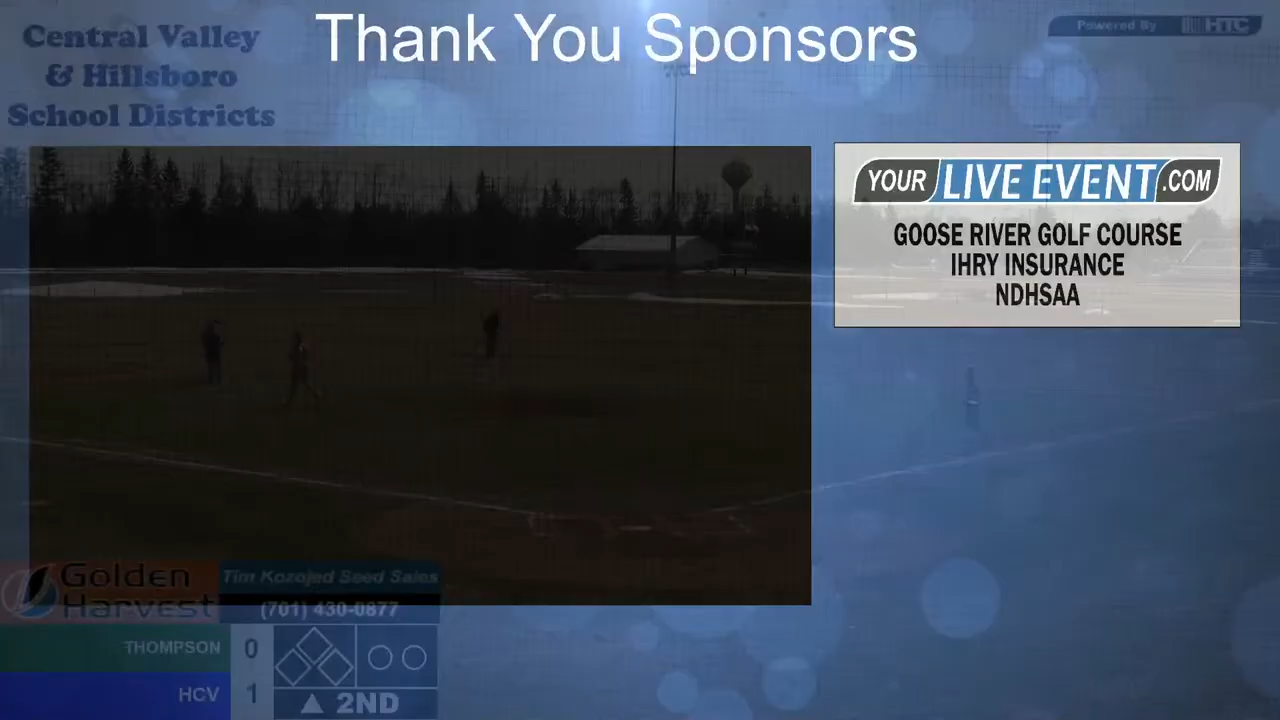 Thank You Sponsors
Central Valley
& Hillsboro
School Districts
Powered By HTC
YOUR LIVE EVENT.COM
GOOSE RIVER GOLF COURSE
IHRY INSURANCE
NDHSAA
Golden
Harvest
Tim Kozojed Seed Sales
(701) 430-0877
THOMPSON 0
HCV 1
▲ 2ND